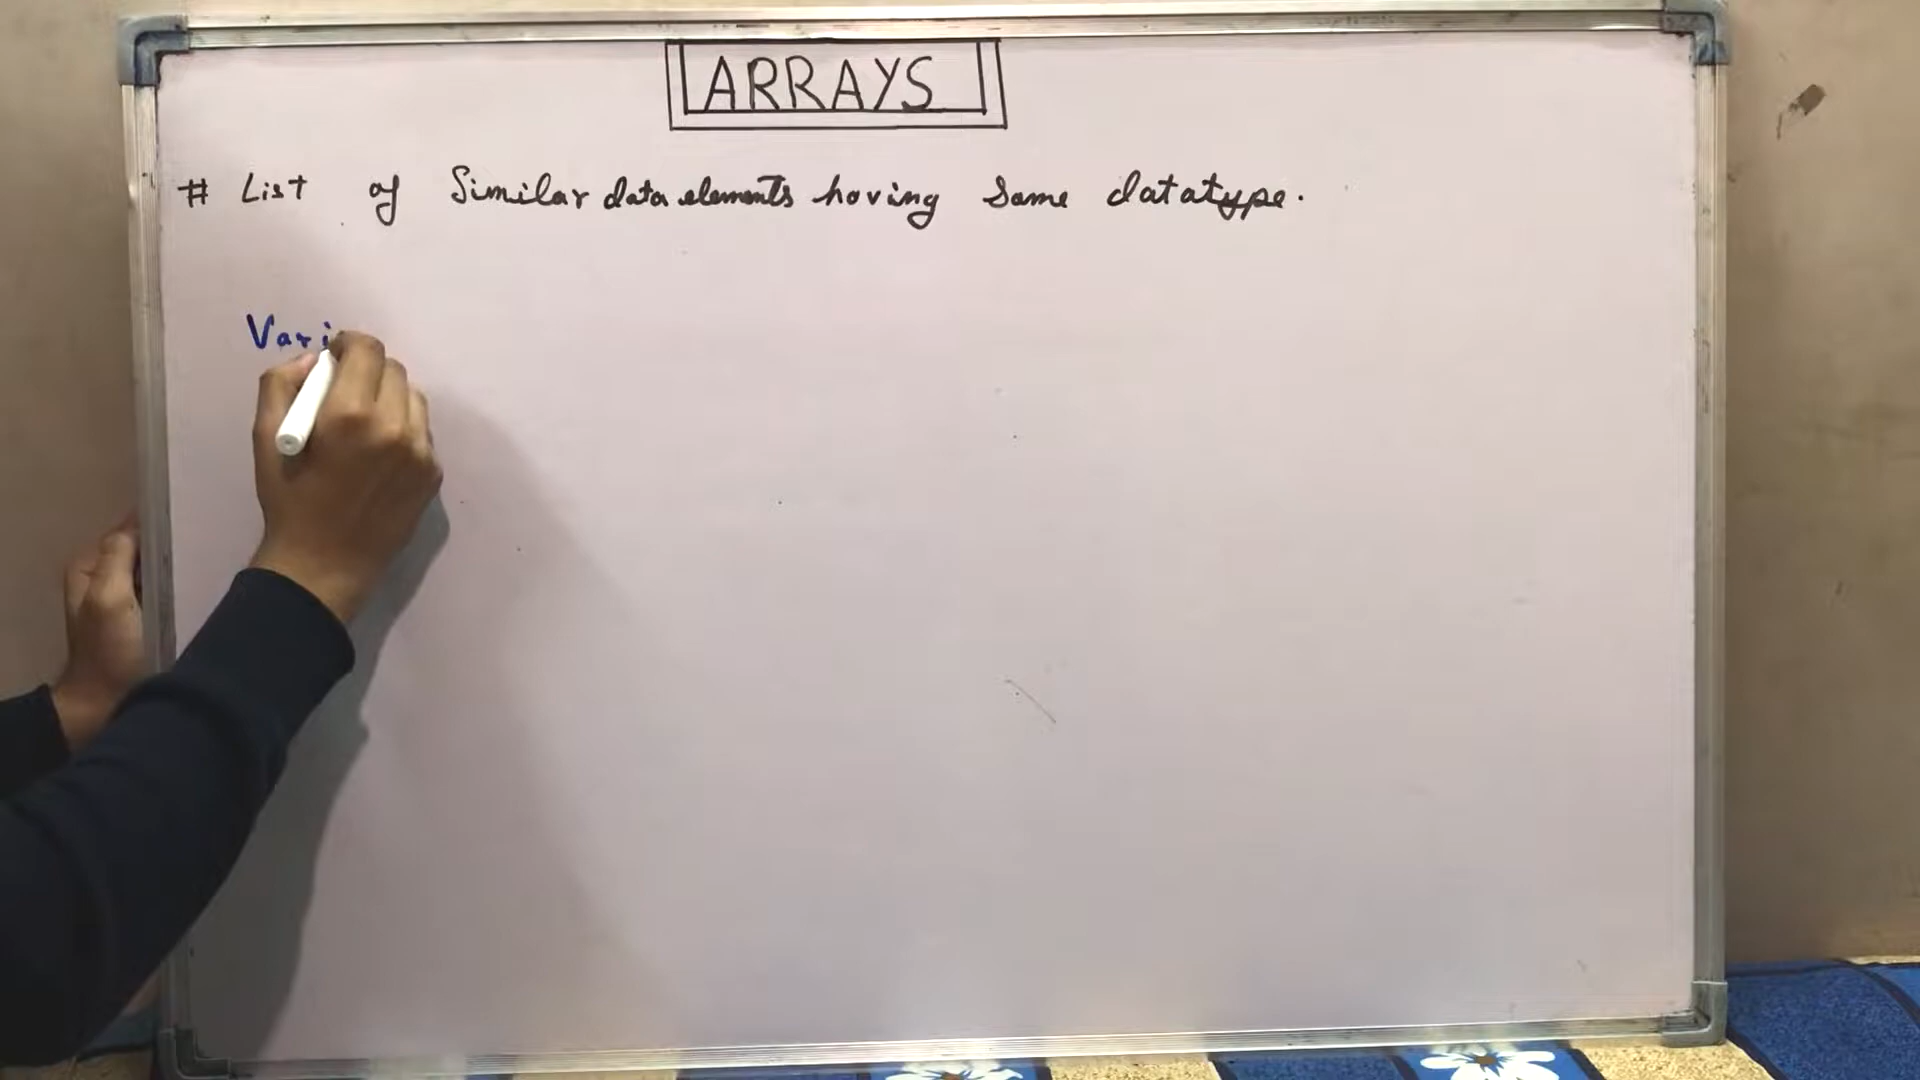 ARRAYS
# List of Similar data elements having same datatype.
Vari